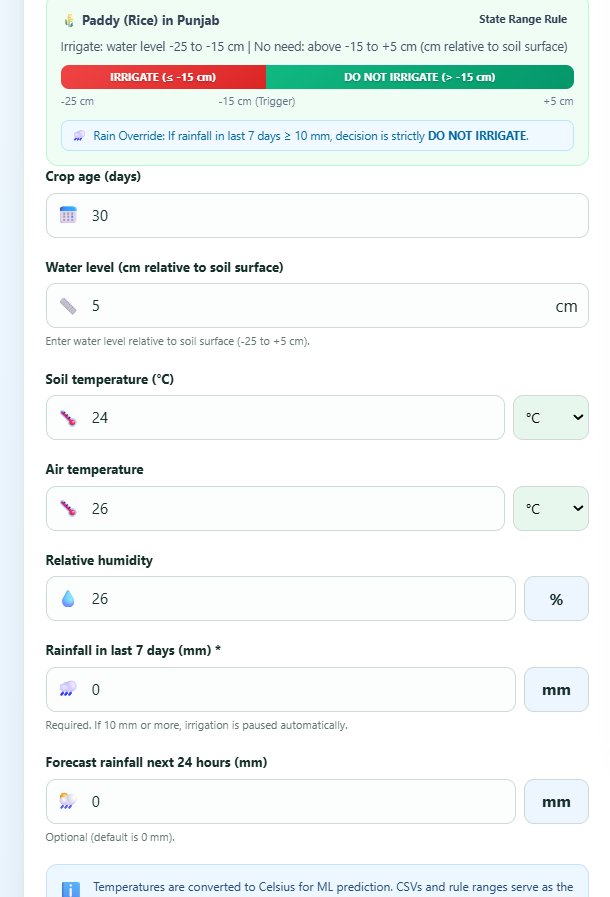 Paddy (Rice) in Punjab
State Range Rule
Irrigate: water level -25 to -15 cm | No need: above -15 to +5 cm (cm relative to soil surface)
IRRIGATE (≤ -15 cm)
DO NOT IRRIGATE (> -15 cm)
-25 cm
-15 cm (Trigger)
+5 cm
Rain Override: If rainfall in last 7 days ≥ 10 mm, decision is strictly DO NOT IRRIGATE.
Crop age (days)
30
Water level (cm relative to soil surface)
5
cm
Enter water level relative to soil surface (-25 to +5 cm).
Soil temperature (°C)
24
°C
Air temperature
26
°C
Relative humidity
26
%
Rainfall in last 7 days (mm) *
0
mm
Required. If 10 mm or more, irrigation is paused automatically.
Forecast rainfall next 24 hours (mm)
0
mm
Optional (default is 0 mm).
Temperatures are converted to Celsius for ML prediction. CSVs and rule ranges serve as the